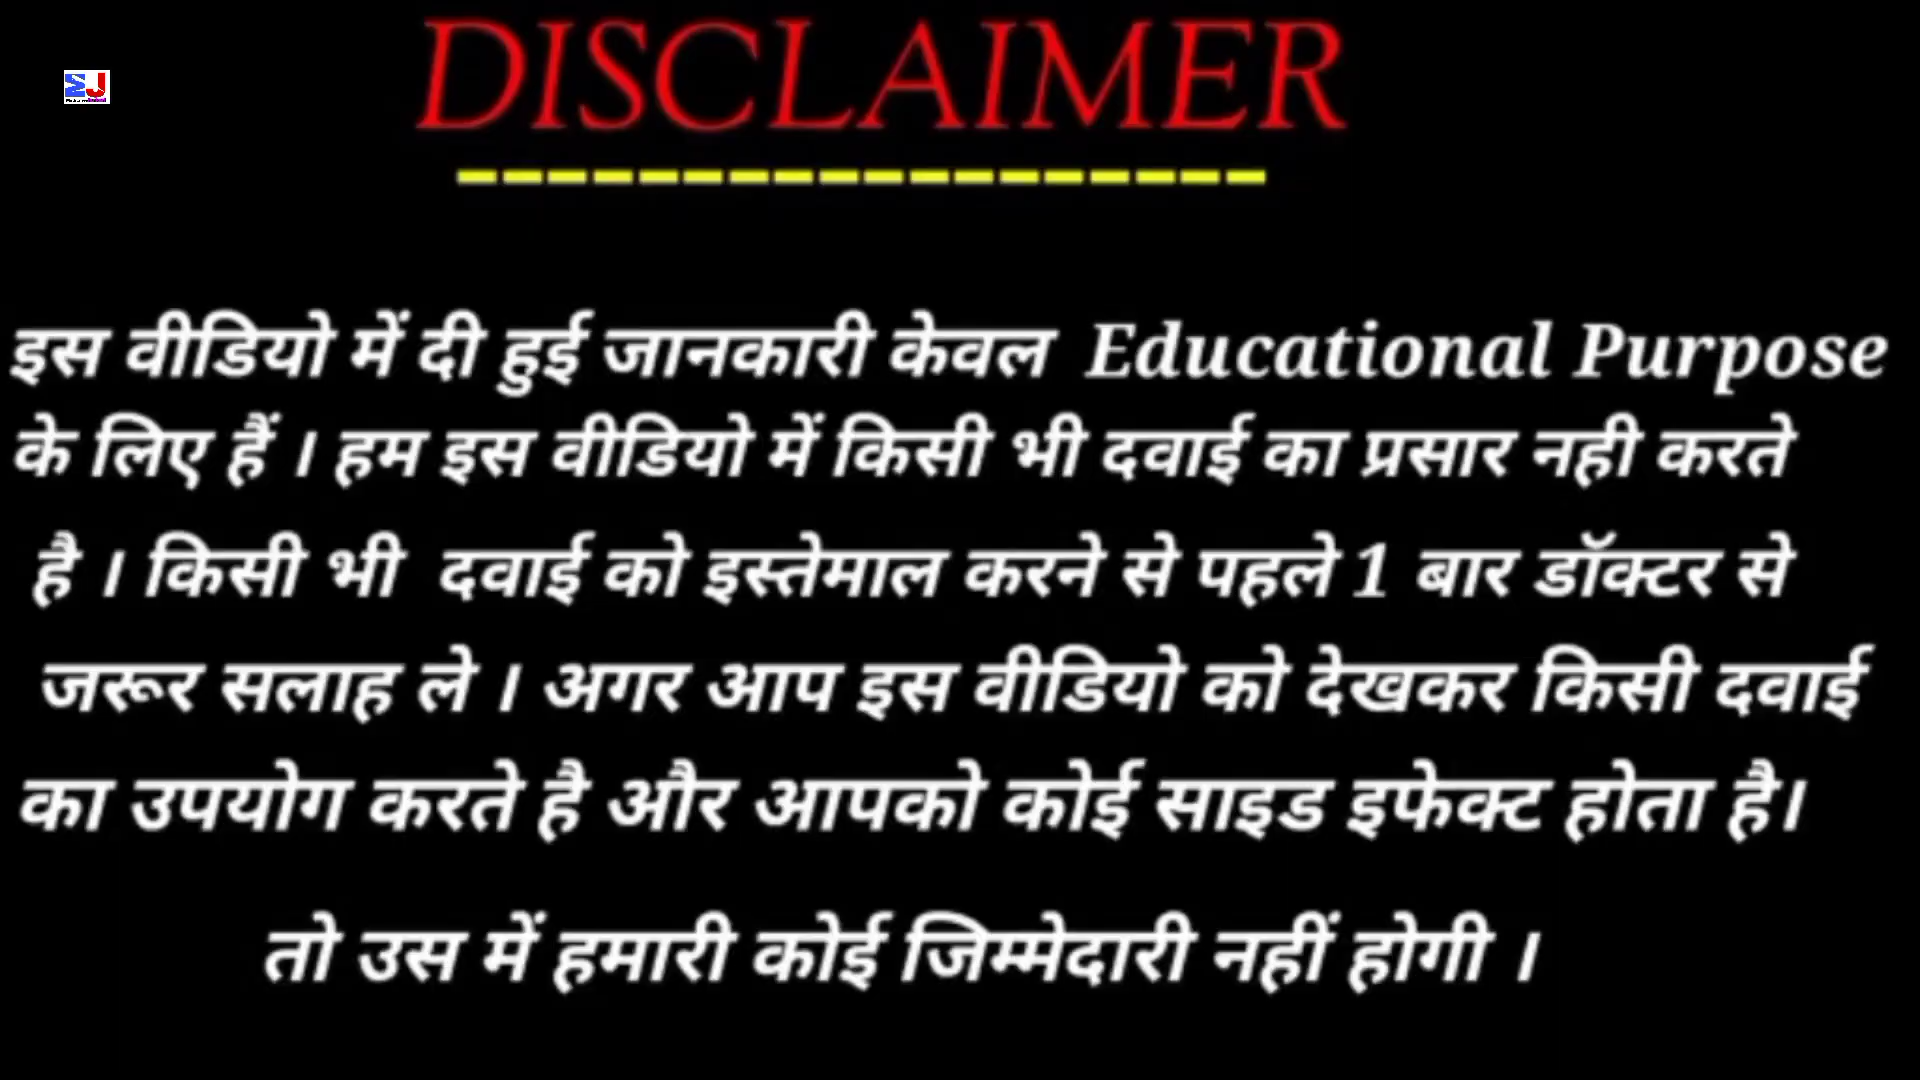 DISCLAIMER
इस वीडियो में दी हुई जानकारी केवल Educational Purpose
के लिए हैं । हम इस वीडियो में किसी भी दवाई का प्रसार नही करते
है । किसी भी दवाई को इस्तेमाल करने से पहले 1 बार डॉक्टर से
जरूर सलाह ले । अगर आप इस वीडियो को देखकर किसी दवाई
का उपयोग करते है और आपको कोई साइड इफेक्ट होता है।
तो उस में हमारी कोई जिम्मेदारी नहीं होगी ।